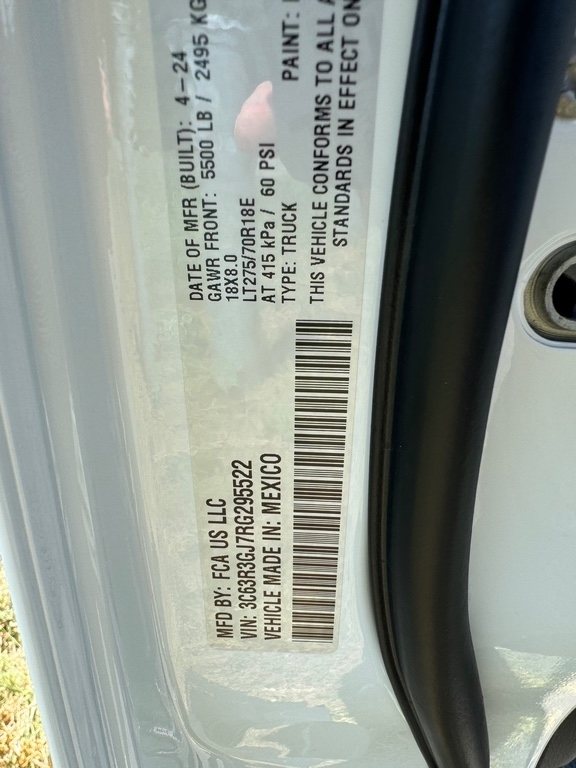 MFD BY: FCA US LLC
DATE OF MFR (BUILT): 4-24
GAWR FRONT: 5500 LB / 2495 KG
18X8.0
LT275/70R18E
AT 415 kPa / 60 PSI
TYPE: TRUCK
PAINT:
VIN: 3C63R3GJ7RG295522
VEHICLE MADE IN: MEXICO
THIS VEHICLE CONFORMS TO ALL A
STANDARDS IN EFFECT ON